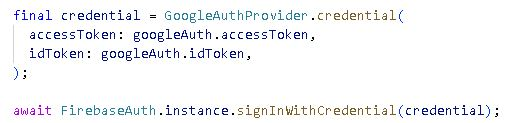 final credential = GoogleAuthProvider.credential(
  accessToken: googleAuth.accessToken,
  idToken: googleAuth.idToken,
);

await FirebaseAuth.instance.signInWithCredential(credential);